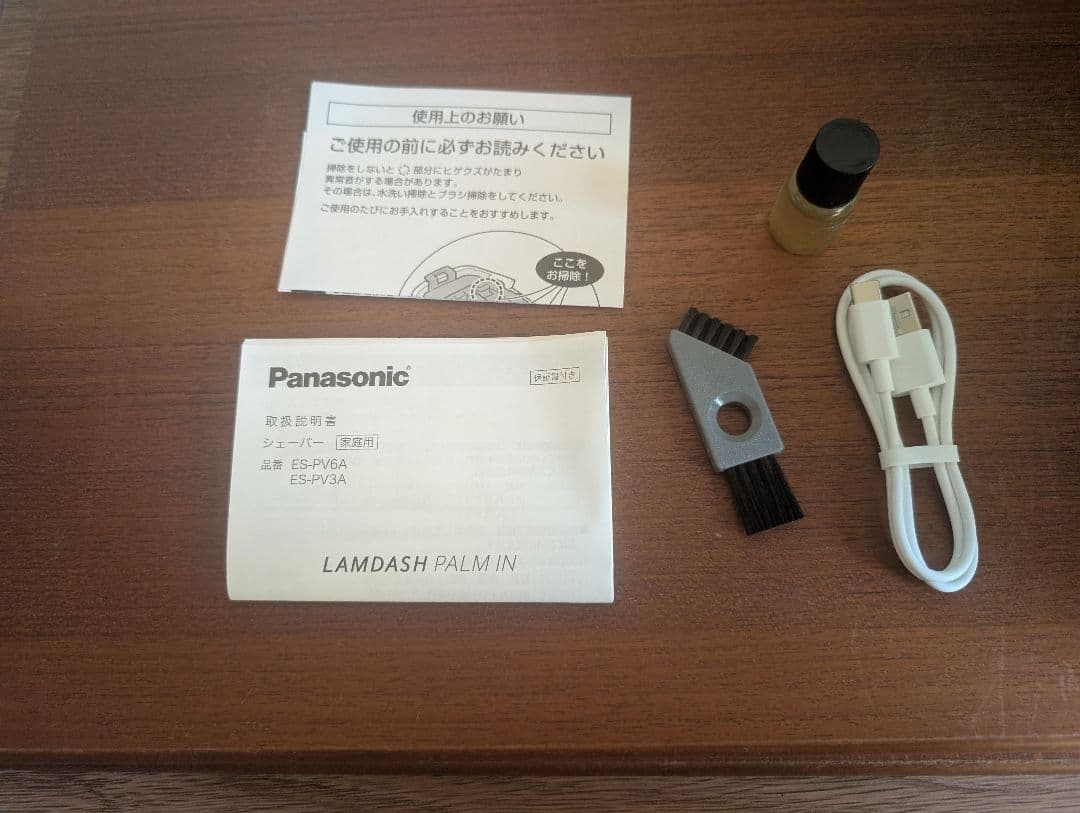 使用上のお願い
ご使用の前に必ずお読みください
掃除をしないと 部分にヒゲクズがたまり
異常音がする場合があります。
その場合は、水洗い掃除とブラシ掃除をしてください。
ご使用のたびにお手入れすることをおすすめします。
ここを
お掃除！
Panasonic
保証書付き
取扱説明書
シェーバー 家庭用
品番 ES-PV6A
ES-PV3A
LAMDASH PALM IN